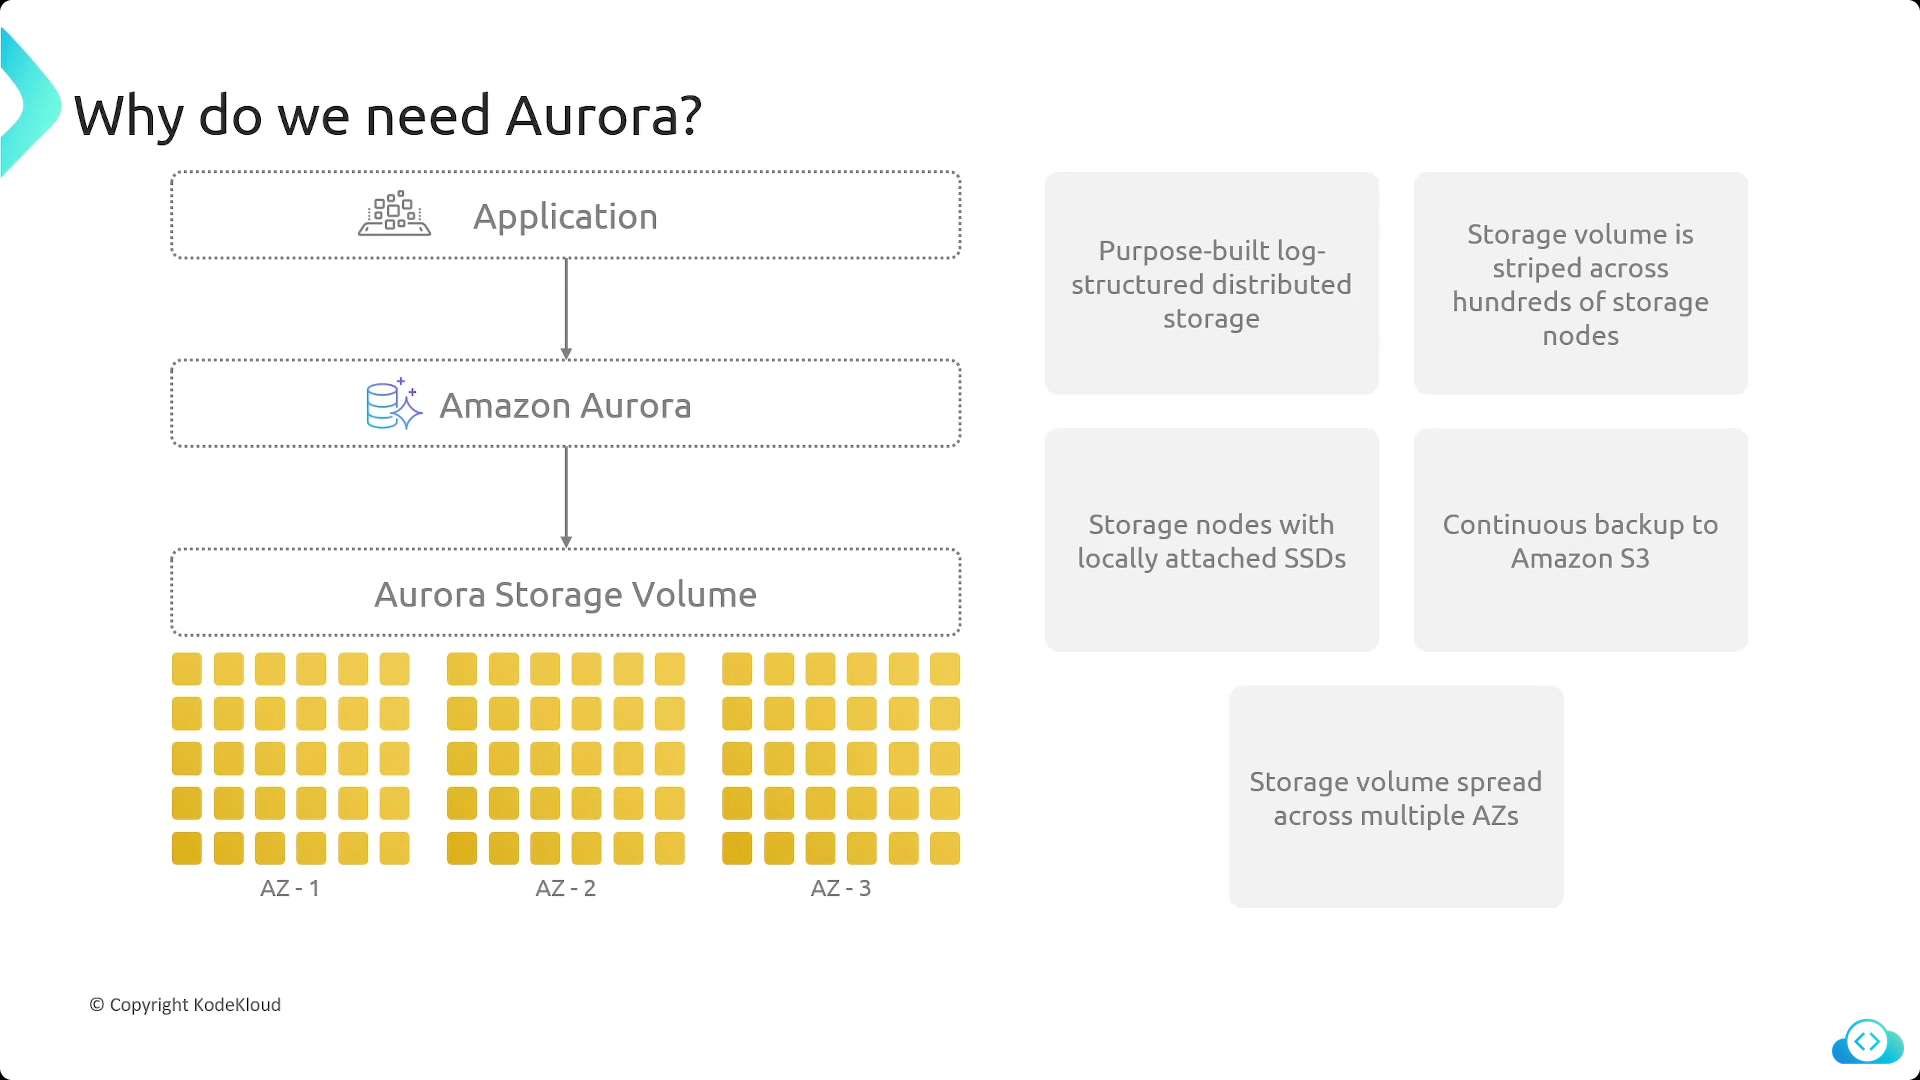 Why do we need Aurora?
Application
Amazon Aurora
Aurora Storage Volume
AZ - 1
AZ - 2
AZ - 3
Purpose-built log-
structured distributed
storage
Storage volume is
striped across
hundreds of storage
nodes
Storage nodes with
locally attached SSDs
Continuous backup to
Amazon S3
Storage volume spread
across multiple AZs
© Copyright KodeKloud